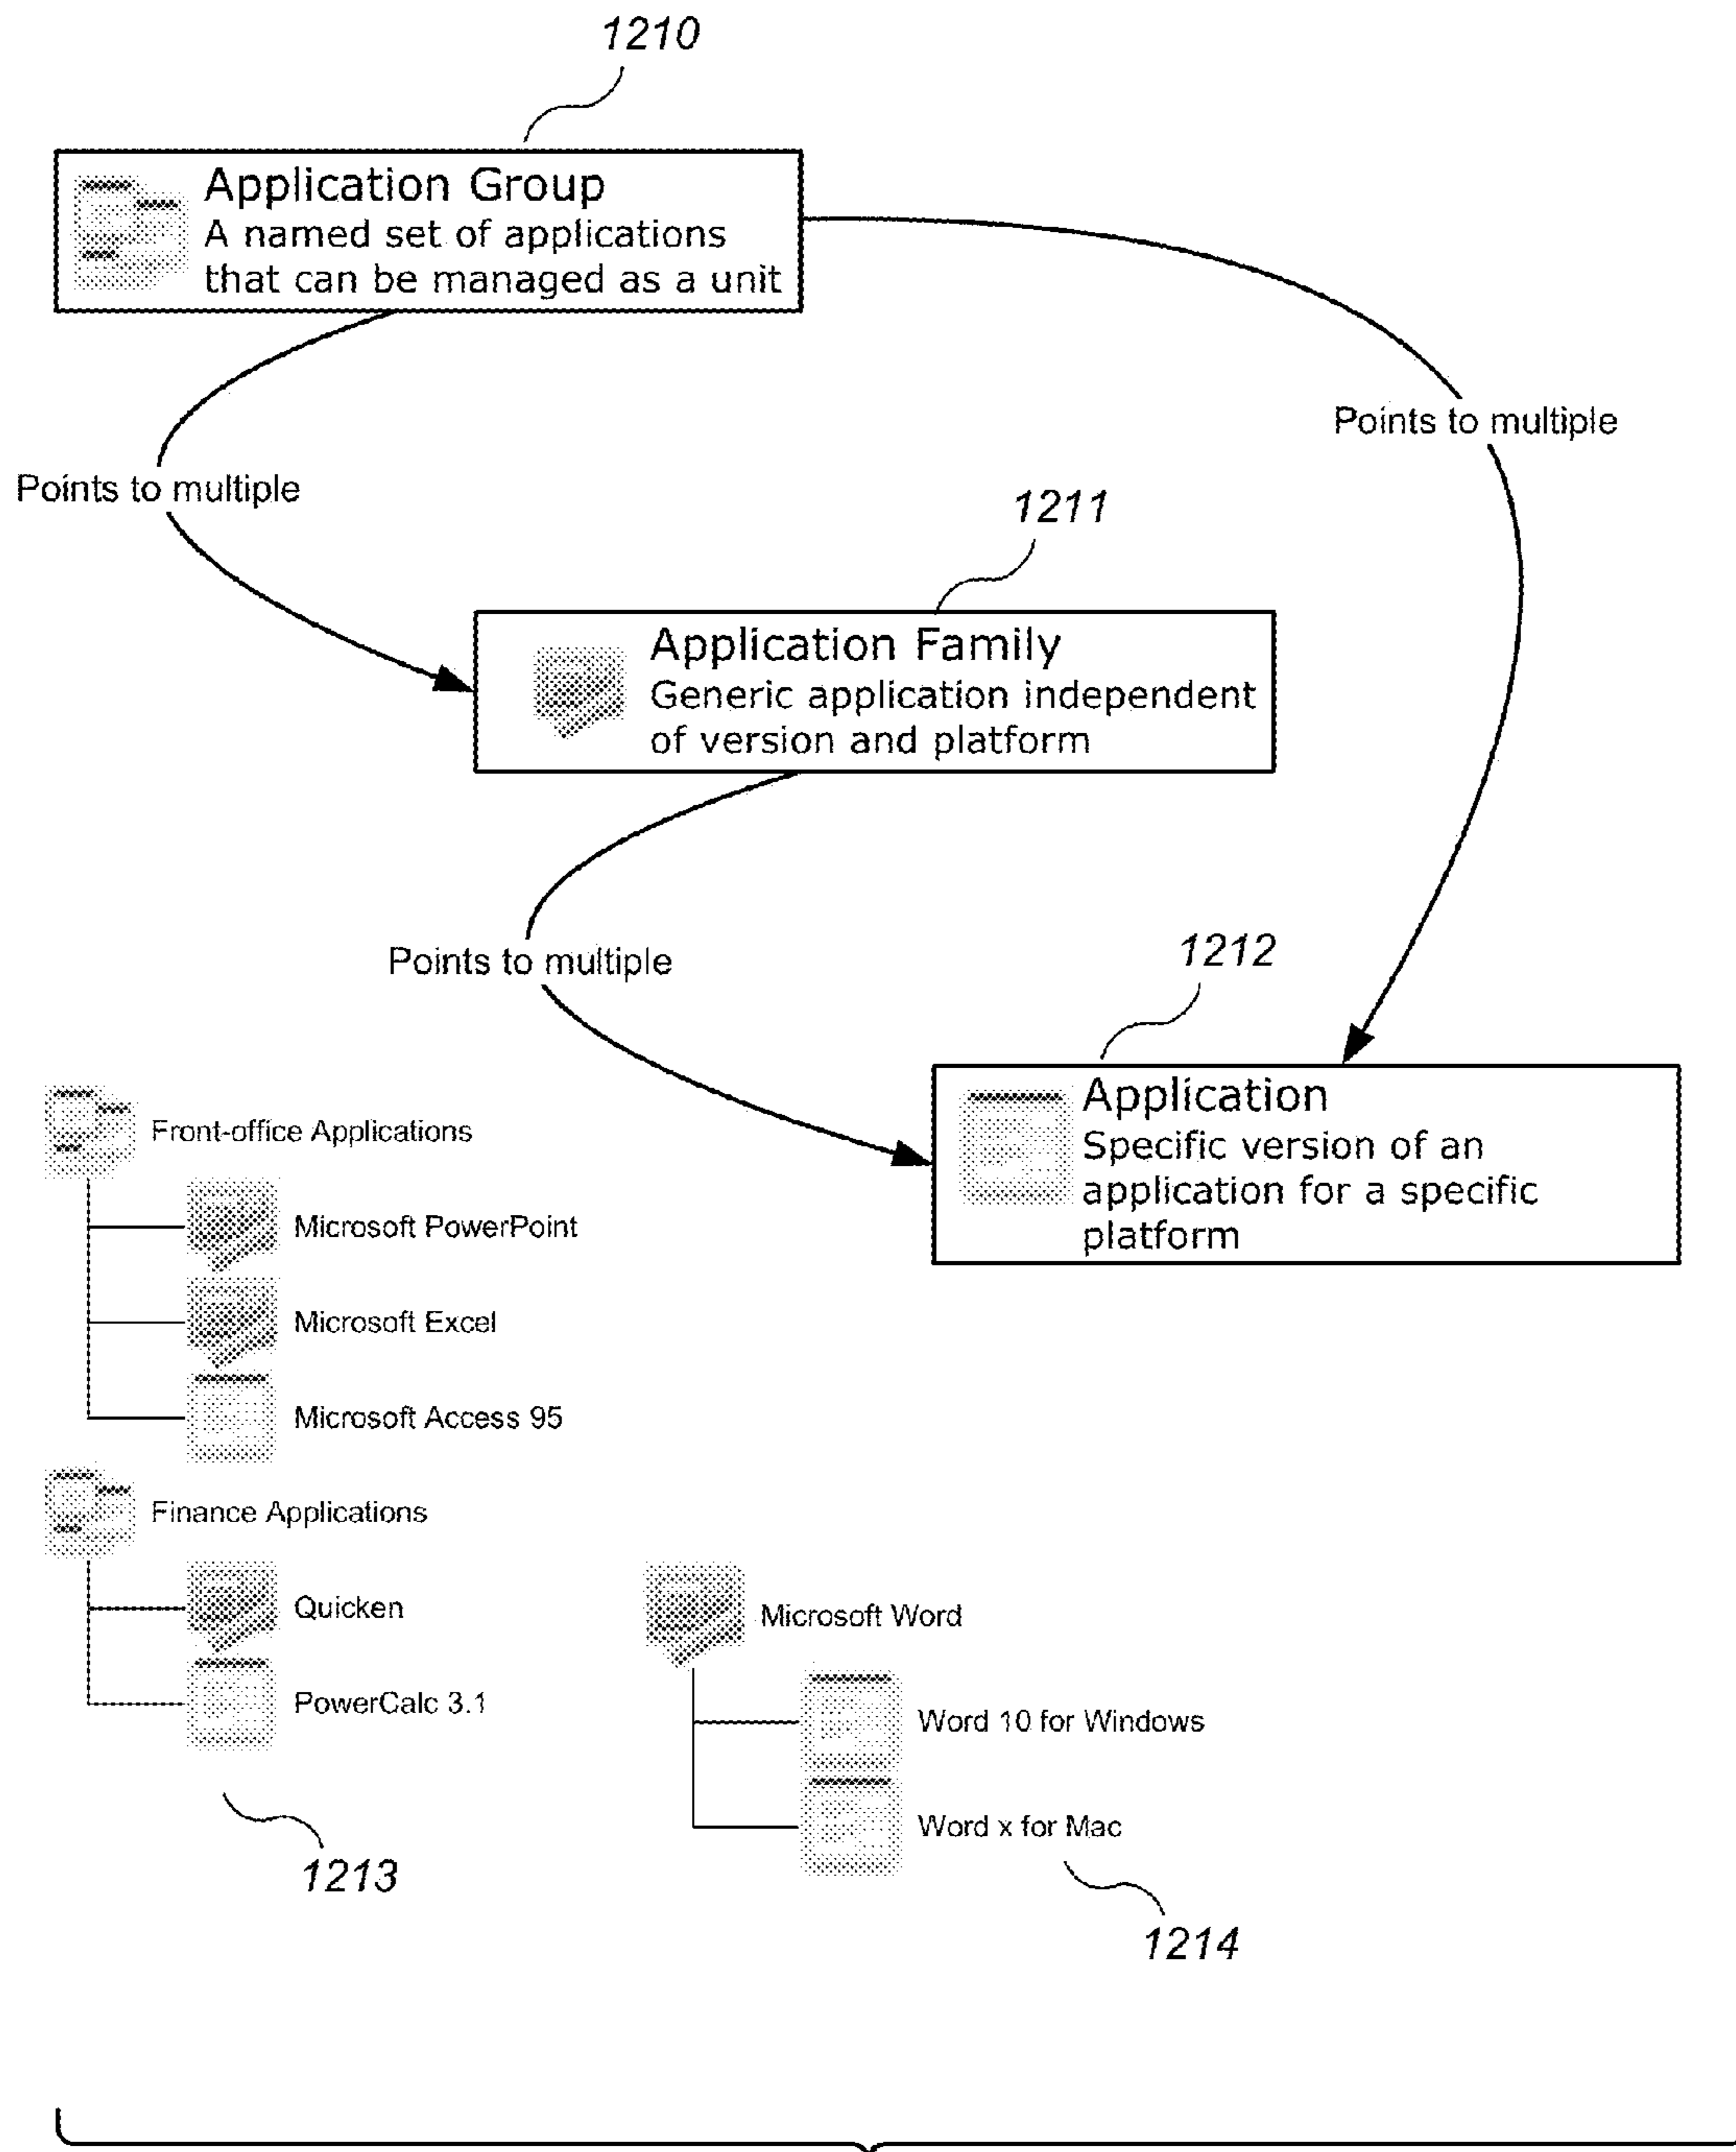 1210
Application Group
A named set of applications
that can be managed as a unit
Points to multiple
Points to multiple
1211
Application Family
Generic application independent
of version and platform
Points to multiple
1212
Application
Specific version of an
application for a specific
platform
Front-office Applications
Microsoft PowerPoint
Microsoft Excel
Microsoft Access 95
Finance Applications
Quicken
PowerCalc 3.1
1213
Microsoft Word
Word 10 for Windows
Word x for Mac
1214